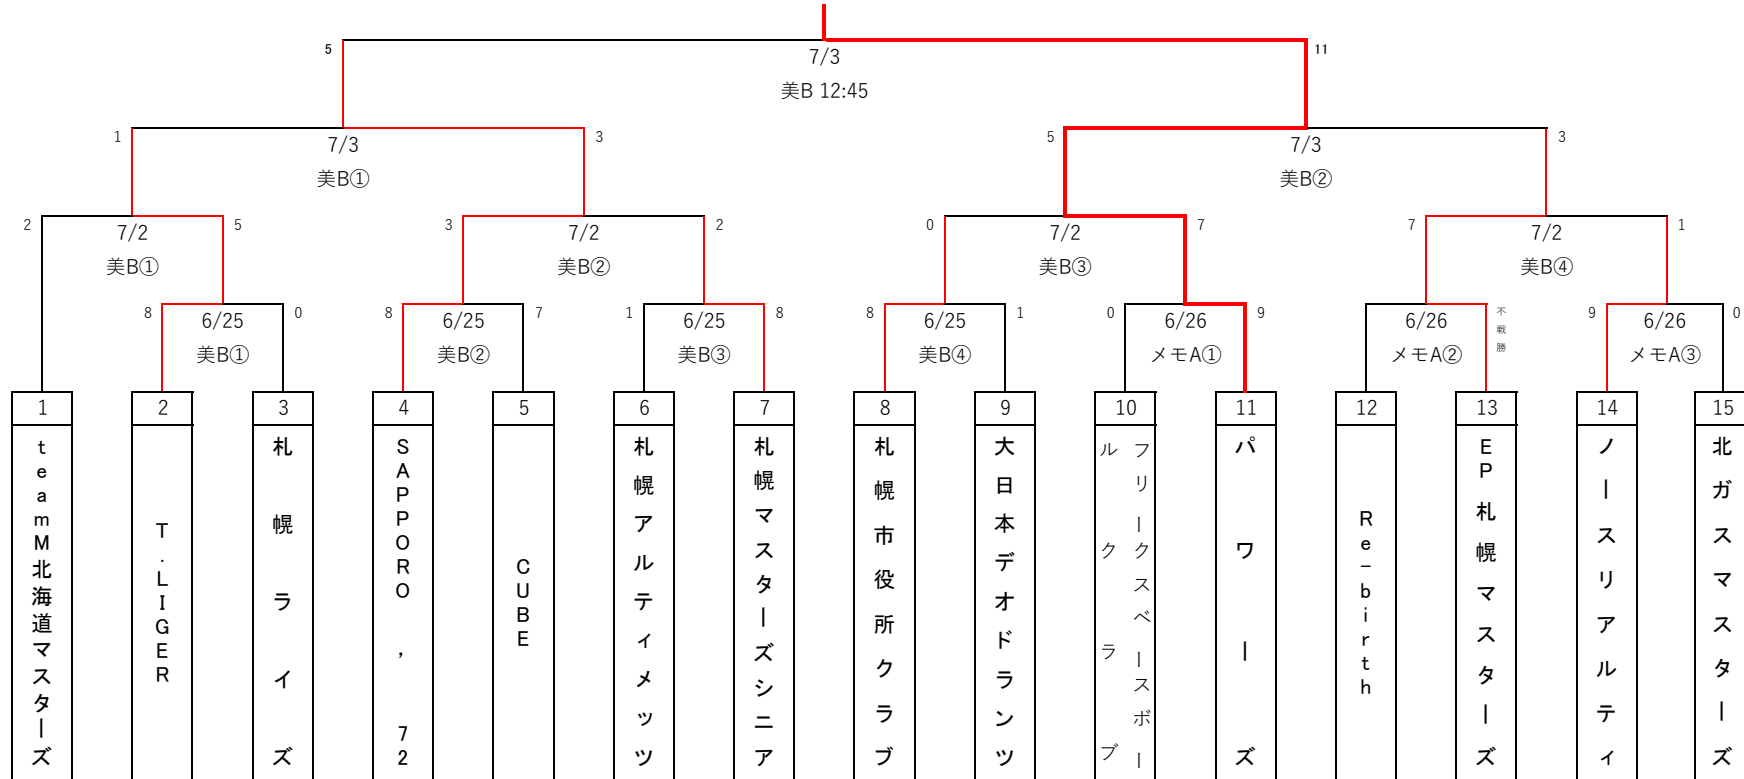 5 11
7/3
美B 12:45
1 3 5 3
7/3 7/3
美B① 美B②
2 5 3 2 0 7 7 1
7/2 7/2 7/2 7/2
美B① 美B② 美B③ 美B④
8 0 8 7 1 8 8 1 0 9 不戦勝 9 0
6/25 6/25 6/25 6/25 6/26 6/26 6/26
美B① 美B② 美B③ 美B④ メモA① メモA② メモA③
1 2 3 4 5 6 7 8 9 10 11 12 13 14 15
teamM北海道マスターズ
T.LIGER
札幌ライズ
SAPPORO，72
CUBE
札幌アルティメッツ
札幌マスターズシニア
札幌市役所クラブ
大日本デオドランツ
フリークスベースボー
ルクラブ
パワーズ
Re-birth
EP札幌マスターズ
ノースリアルティ
北ガスマスターズ